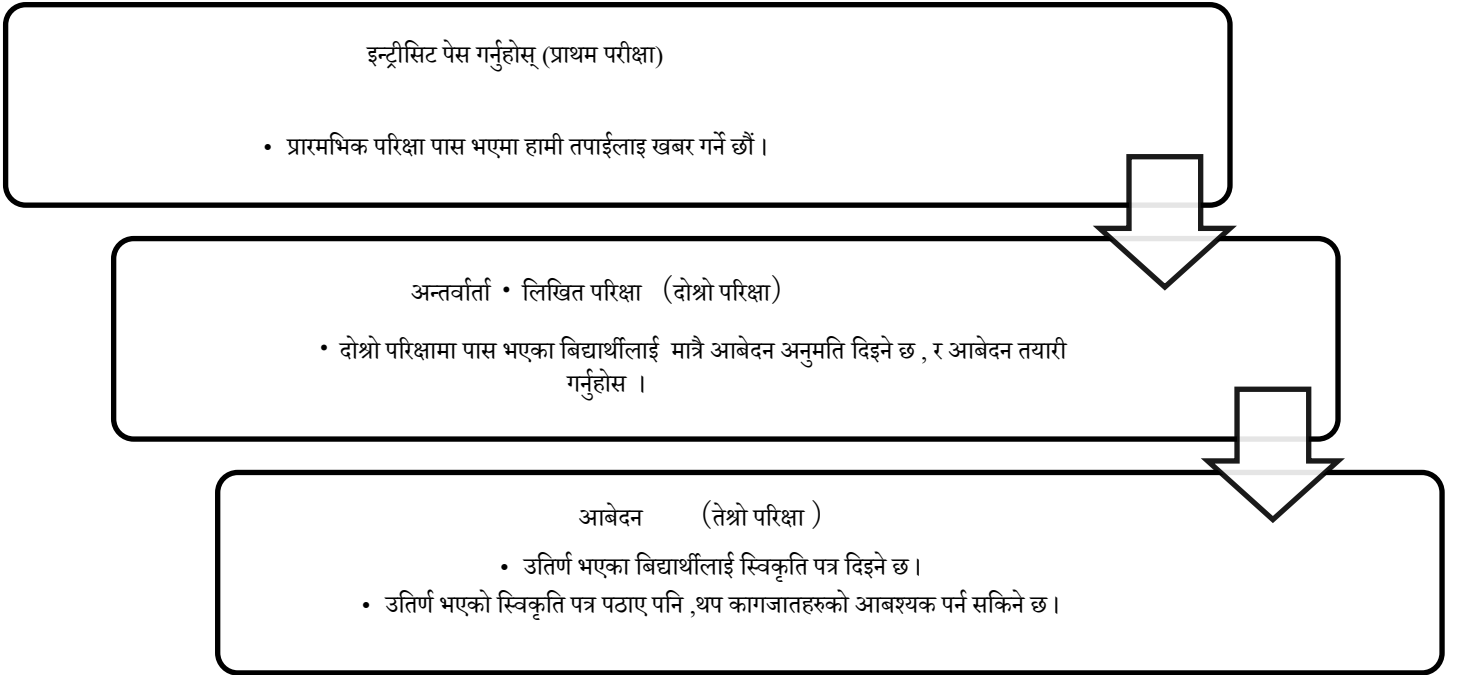 इन्ट्रीसिट पेस गर्नुहोस् (प्राथम परीक्षा)
• प्रारमभिक परिक्षा पास भएमा हामी तपाईलाइ खबर गर्ने छौं ।
अन्तर्वार्ता • लिखित परिक्षा （दोश्रो परिक्षा）
• दोश्रो परिक्षामा पास भएका बिद्यार्थीलाई मात्रै आबेदन अनुमति दिइने छ , र आबेदन तयारी
गर्नुहोस ।
आबेदन （तेश्रो परिक्षा ）
• उतिर्ण भएका बिद्यार्थीलाई स्विकृति पत्र दिइने छ ।
• उतिर्ण भएको स्विकृति पत्र पठाए पनि ,थप कागजातहरुको आबश्यक पर्न सकिने छ ।